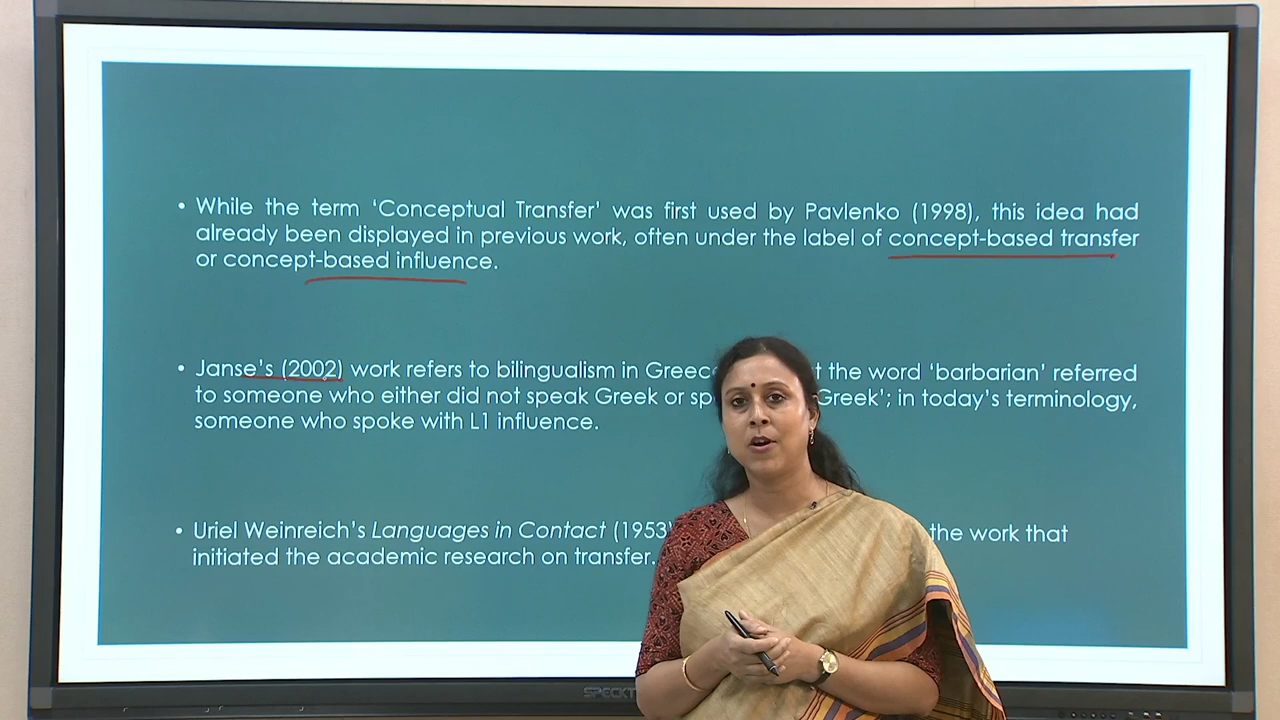 • While the term ‘Conceptual Transfer’ was first used by Pavlenko (1998), this idea had
already been displayed in previous work, often under the label of concept-based transfer
or concept-based influence.
• Janse’s (2002) work refers to bilingualism in Greec t the word ‘barbarian’ referred
to someone who either did not speak Greek or sp Greek’; in today’s terminology,
someone who spoke with L1 influence.
• Uriel Weinreich’s Languages in Contact (1953) the work that
initiated the academic research on transfer.
SPECKT